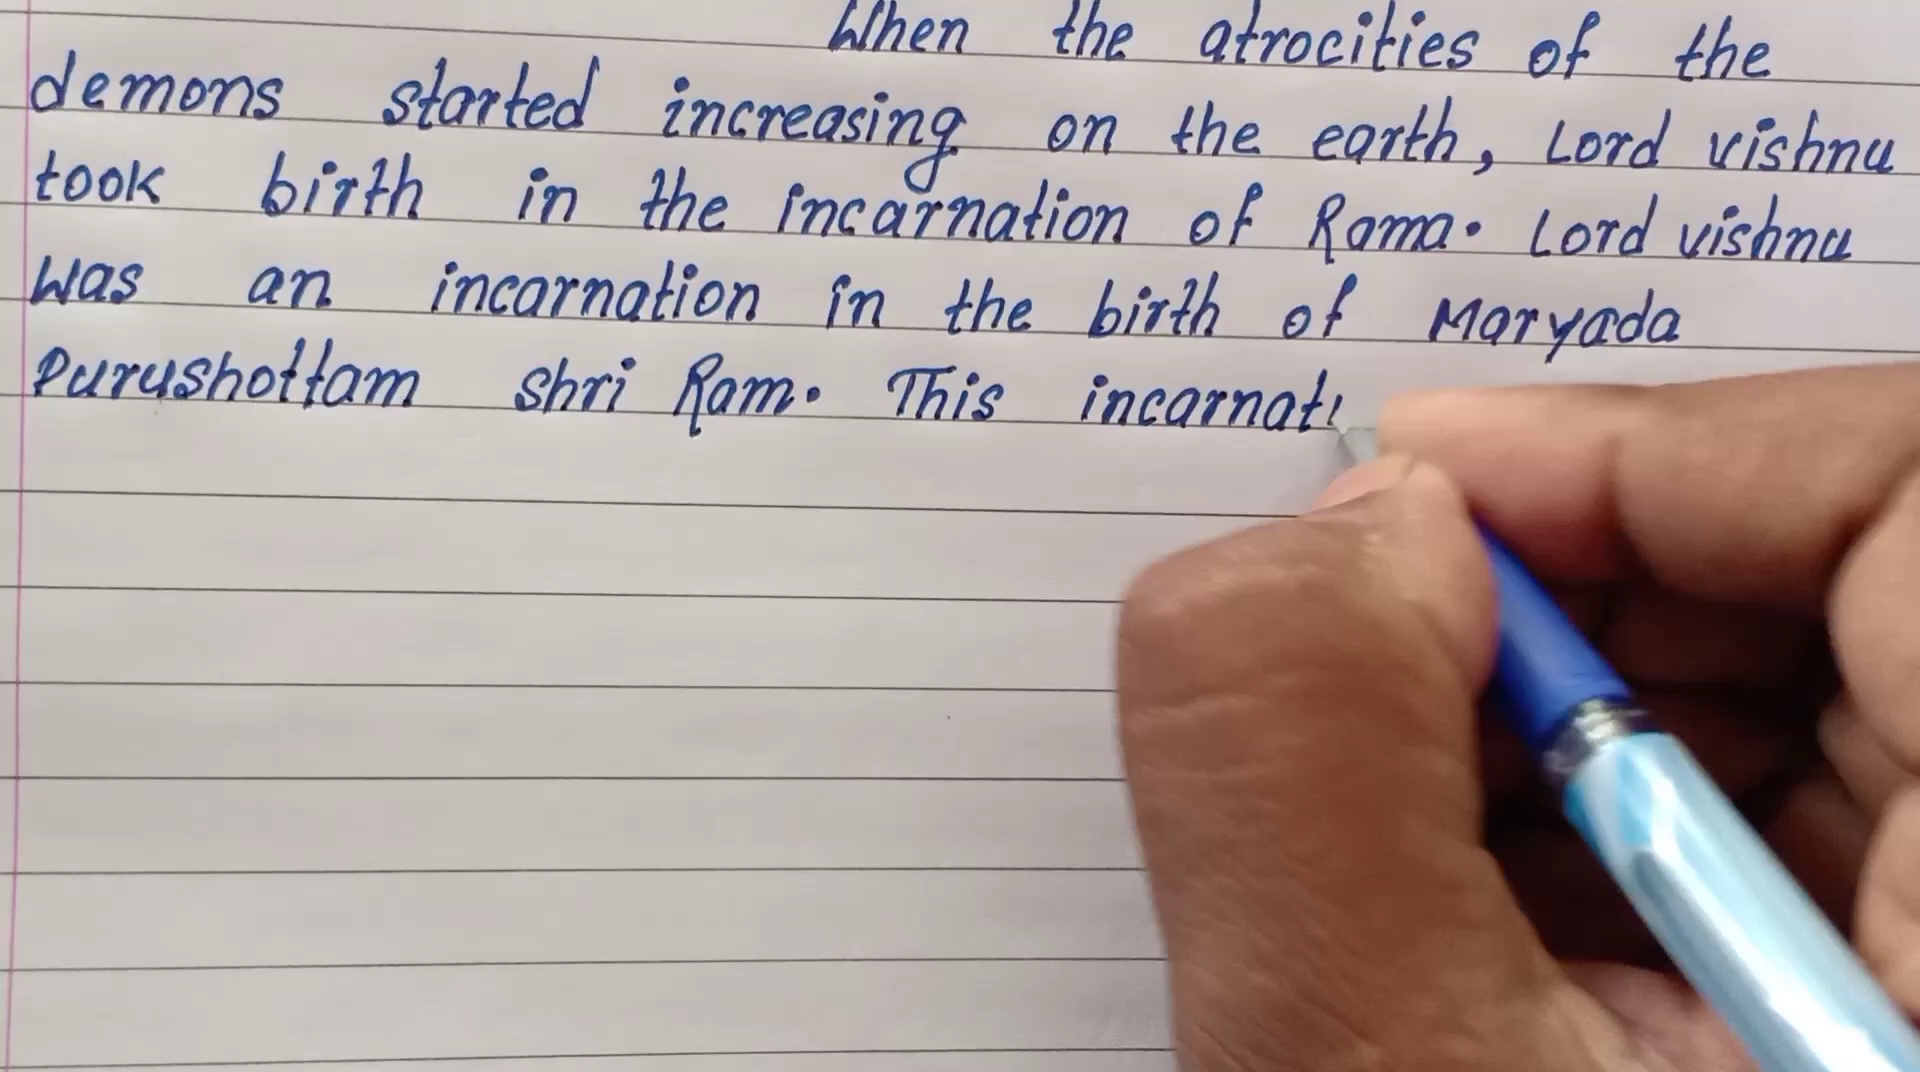 When the atrocities of the
demons started increasing on the earth, Lord vishnu
took birth in the incarnation of Rama. Lord vishnu
was an incarnation in the birth of Maryada
Purushottam shri Ram. This incarnati